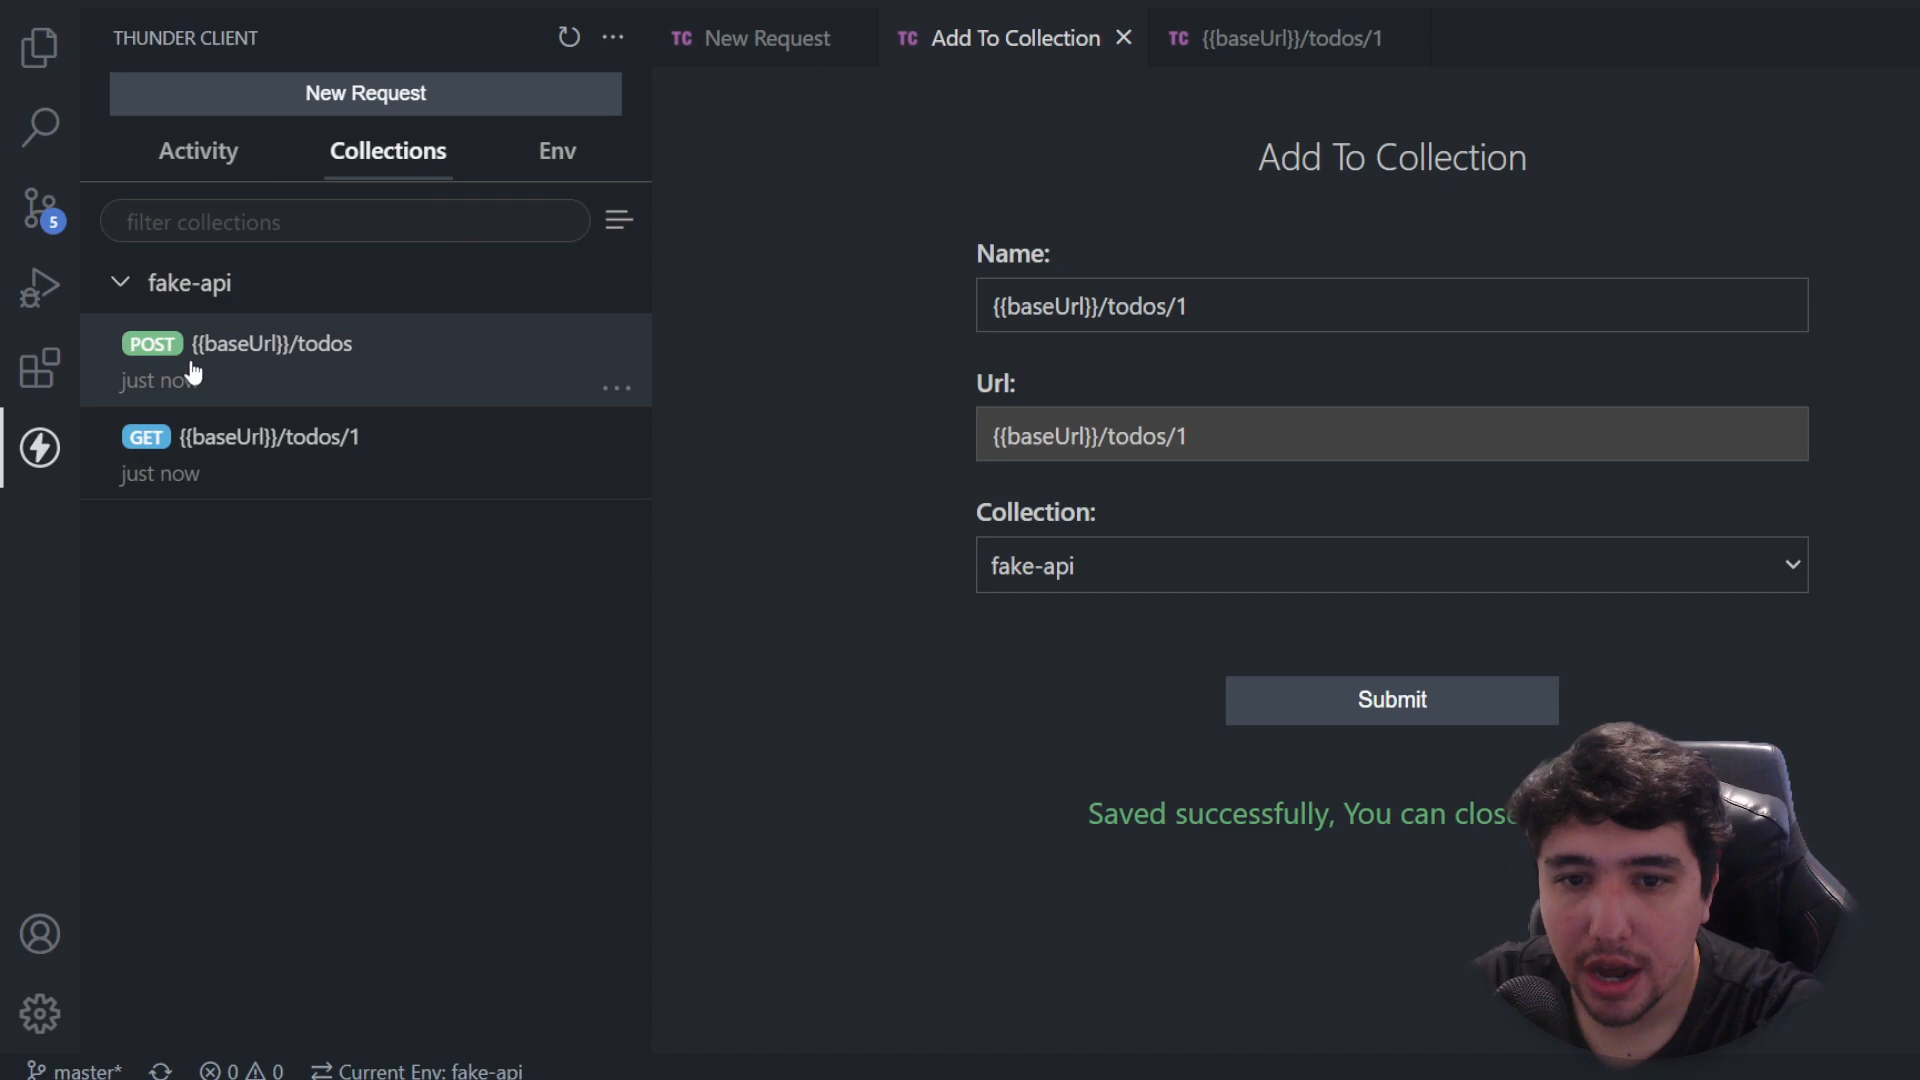 THUNDER CLIENT
New Request
Activity
Collections
Env
filter collections
fake-api
POST {{baseUrl}}/todos
just now
GET {{baseUrl}}/todos/1
just now
5
TC New Request
TC Add To Collection
TC {{baseUrl}}/todos/1
Add To Collection
Name:
{{baseUrl}}/todos/1
Url:
{{baseUrl}}/todos/1
Collection:
fake-api
Submit
Saved successfully, You can close
master*
0
0
Current Env: fake-api